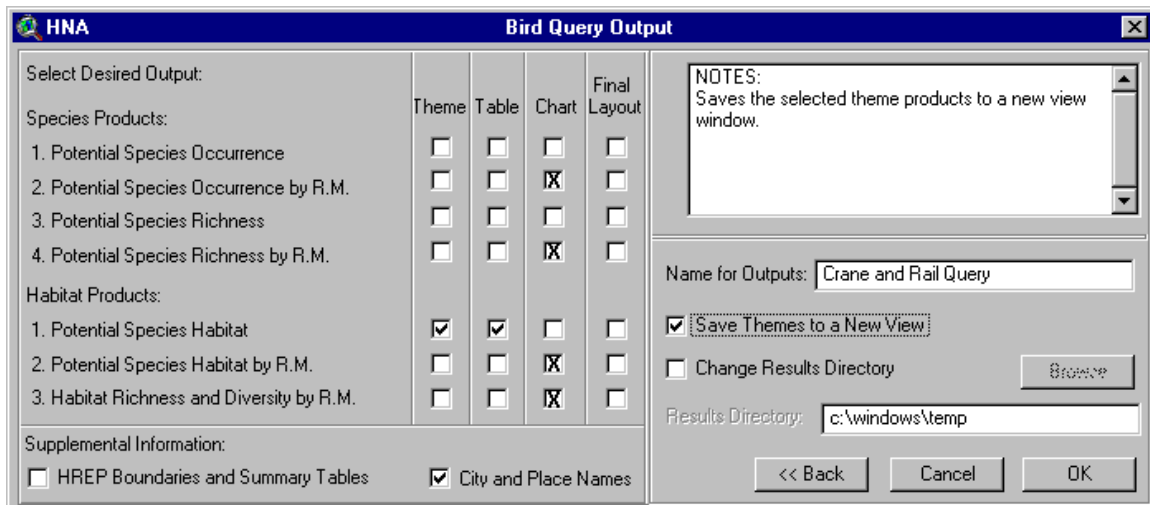 HNA Bird Query Output
Select Desired Output:
Theme Table Chart Final Layout
Species Products:
1. Potential Species Occurrence
2. Potential Species Occurrence by R.M.
3. Potential Species Richness
4. Potential Species Richness by R.M.
Habitat Products:
1. Potential Species Habitat
2. Potential Species Habitat by R.M.
3. Habitat Richness and Diversity by R.M.
Supplemental Information:
HREP Boundaries and Summary Tables
City and Place Names
NOTES:
Saves the selected theme products to a new view
window.
Name for Outputs: Crane and Rail Query
Save Themes to a New View
Change Results Directory
Browse
Results Directory: c:\windows\temp
<< Back Cancel OK